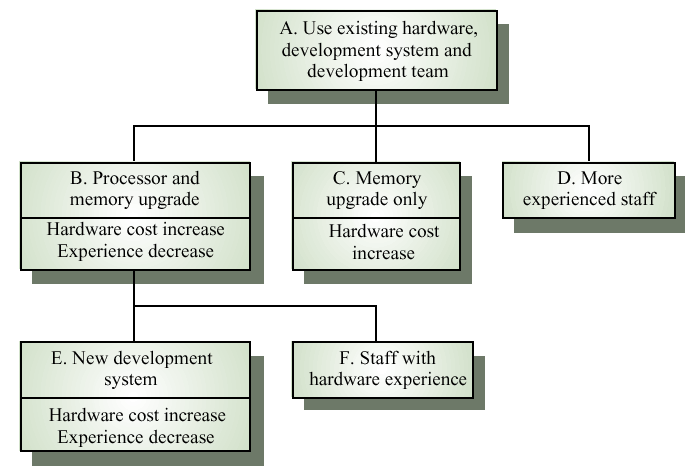 A. Use existing hardware,
development system and
development team
B. Processor and
memory upgrade
Hardware cost increase
Experience decrease
C. Memory
upgrade only
Hardware cost
increase
D. More
experienced staff
E. New development
system
Hardware cost increase
Experience decrease
F. Staff with
hardware experience